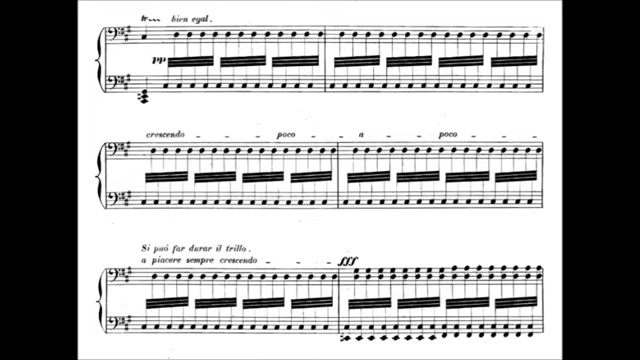 tr bien egal.
pp
crescendo - - poco - - a - - poco - -
Si può far durar il trillo.
a piacere sempre crescendo - - -
fff